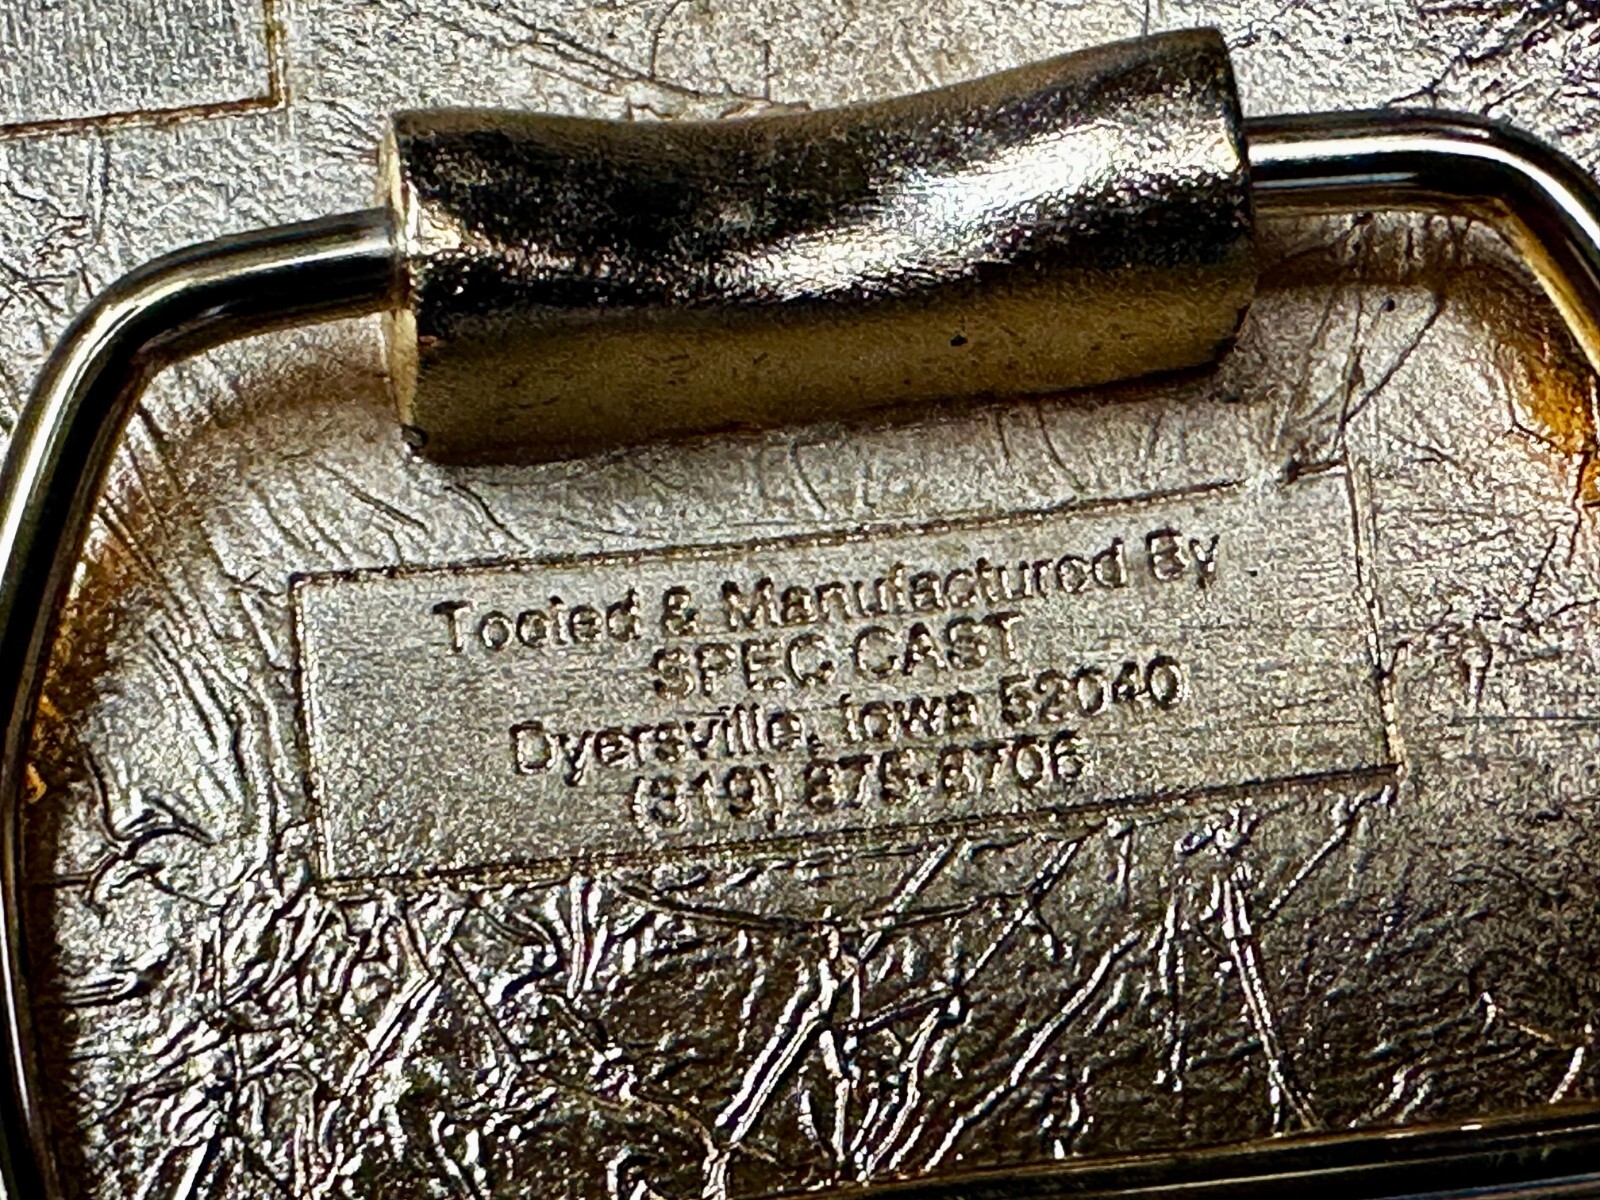 Tooled & Manufactured By
SPEC CAST
Dyersville, Iowa 52040
(319) 875-8706